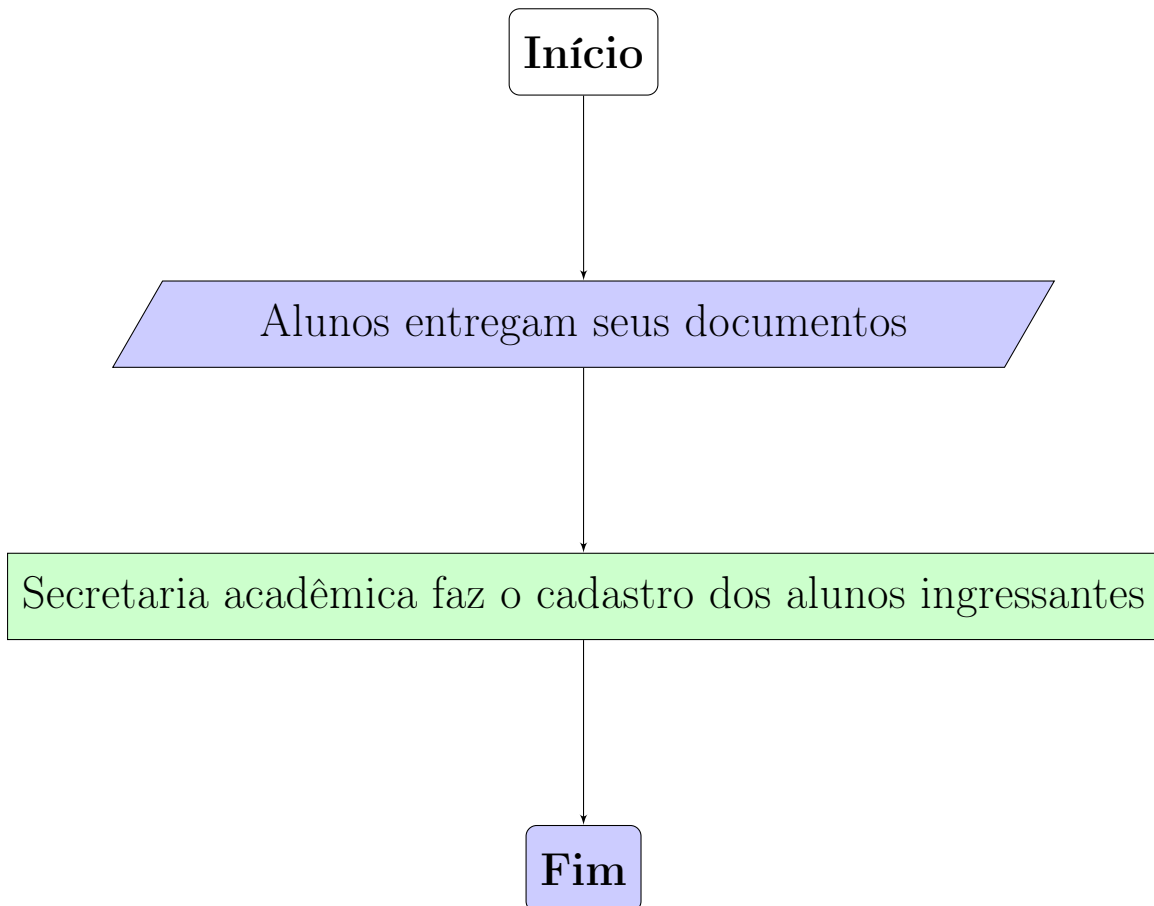 Início
Alunos entregam seus documentos
Secretaria acadêmica faz o cadastro dos alunos ingressantes
Fim